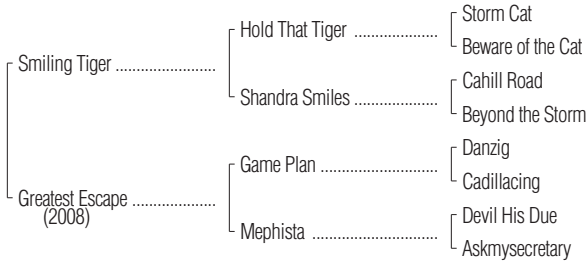 Storm Cat
Hold That Tiger ....................
Beware of the Cat
Smiling Tiger ........................
Cahill Road
Shandra Smiles ...................
Beyond the Storm
Danzig
Game Plan .........................
Cadillacing
Greatest Escape ....................
(2008)
Devil His Due
Mephista ............................
Askmysecretary